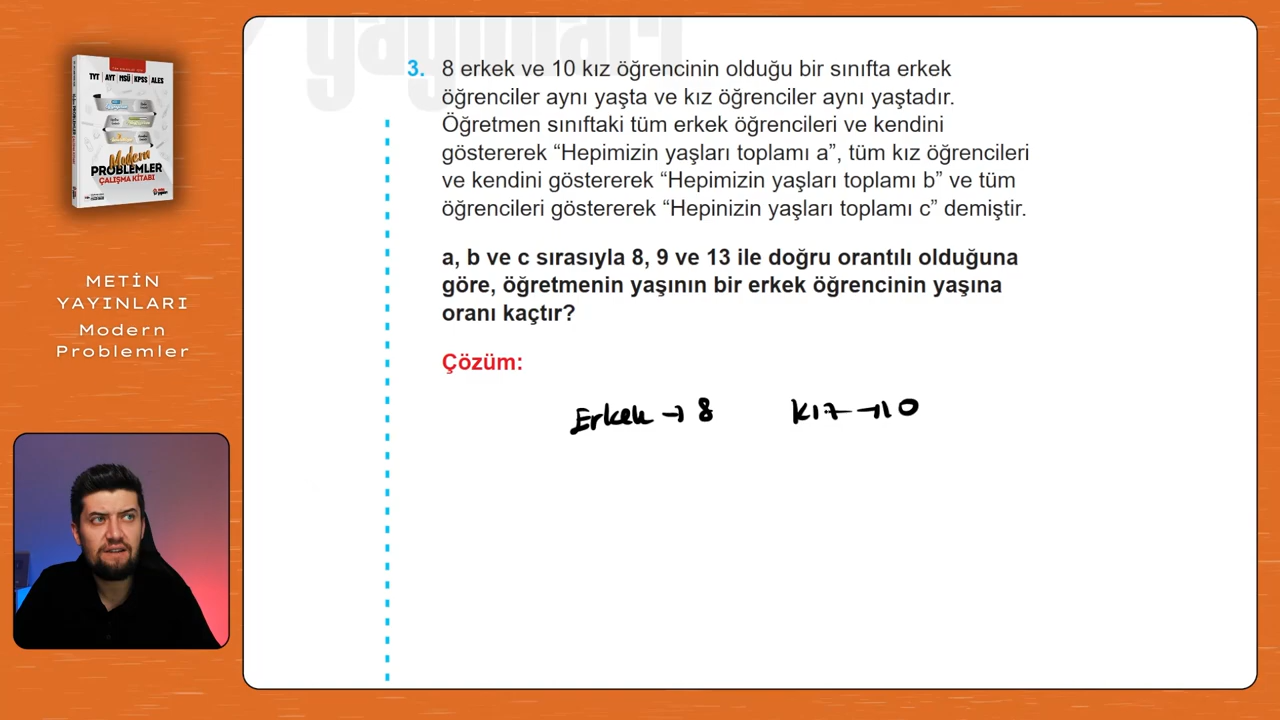 yayınları
TYT | AYT | MSÜ | KPSS | ALES
Modern
PROBLEMLER
ÇALIŞMA KİTABI
METİN
YAYINLARI
Modern
Problemler
3. 8 erkek ve 10 kız öğrencinin olduğu bir sınıfta erkek
öğrenciler aynı yaşta ve kız öğrenciler aynı yaştadır.
Öğretmen sınıftaki tüm erkek öğrencileri ve kendini
göstererek “Hepimizin yaşları toplamı a”, tüm kız öğrencileri
ve kendini göstererek “Hepimizin yaşları toplamı b” ve tüm
öğrencileri göstererek “Hepinizin yaşları toplamı c” demiştir.
a, b ve c sırasıyla 8, 9 ve 13 ile doğru orantılı olduğuna
göre, öğretmenin yaşının bir erkek öğrencinin yaşına
oranı kaçtır?
Çözüm:
Erkek → 8 Kız → 10